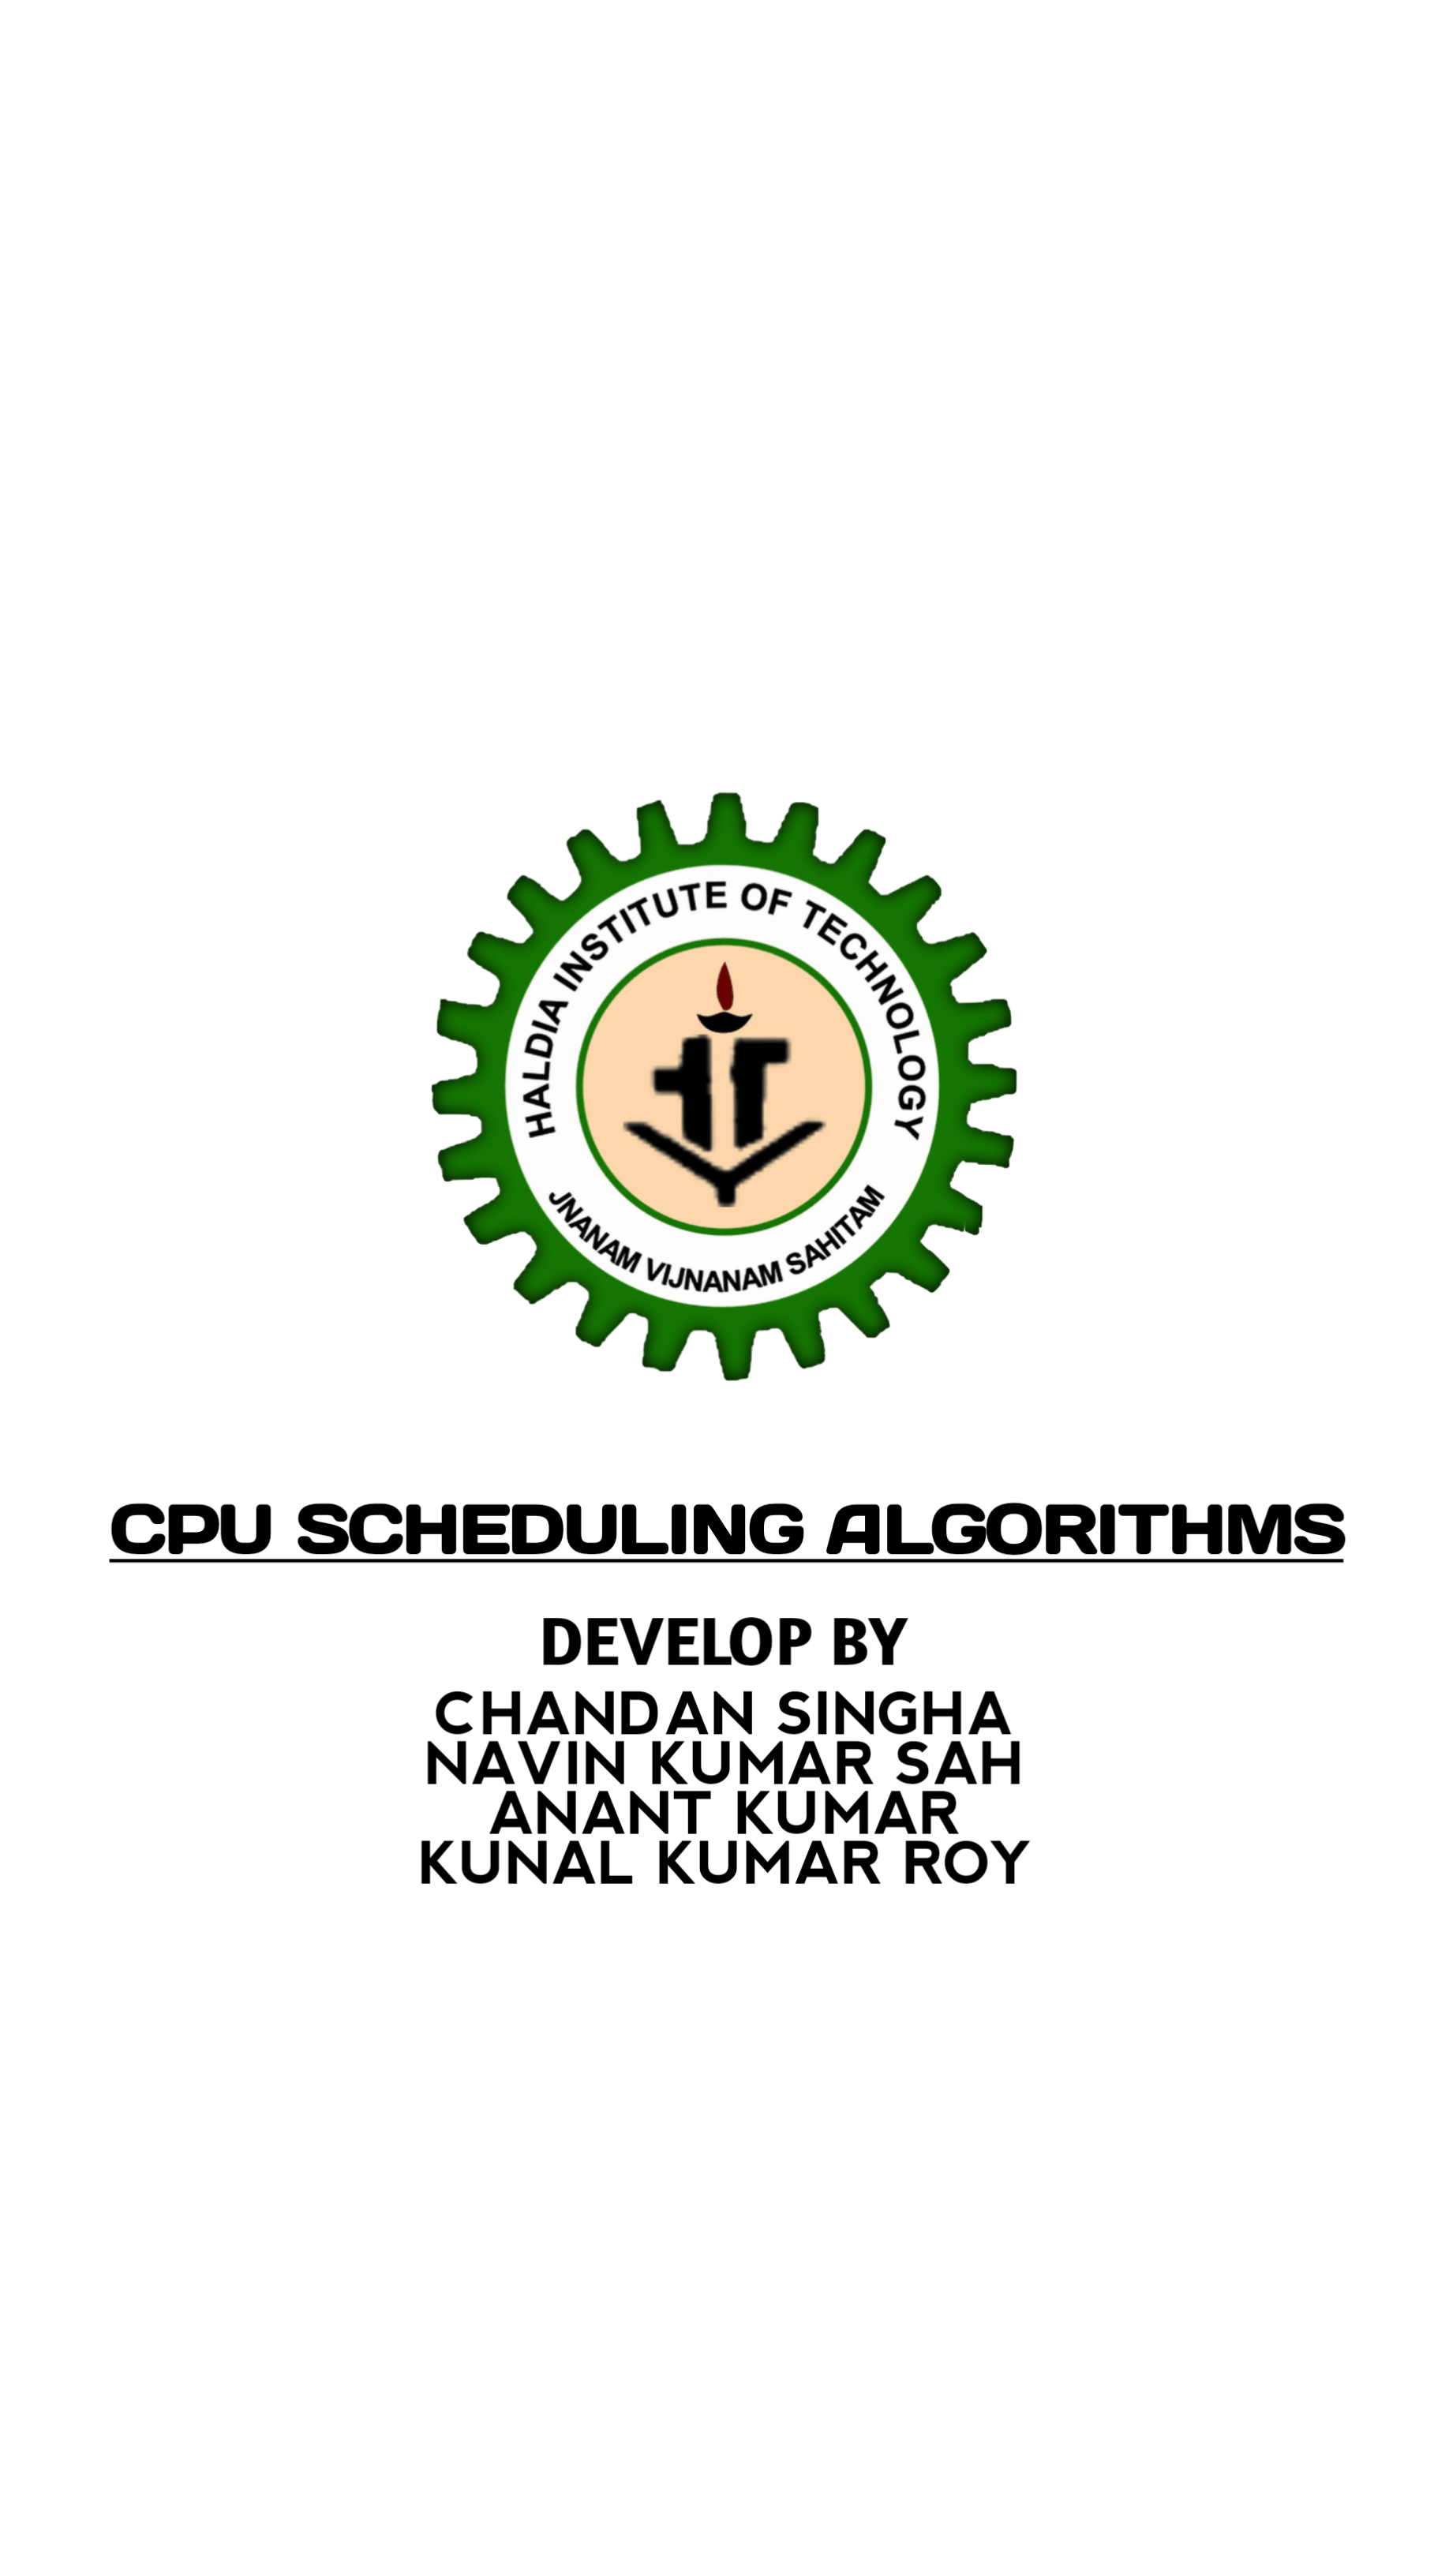 HALDIA INSTITUTE OF TECHNOLOGY
JNANAM VIJNANAM SAHITAM
CPU SCHEDULING ALGORITHMS
DEVELOP BY
CHANDAN SINGHA
NAVIN KUMAR SAH
ANANT KUMAR
KUNAL KUMAR ROY